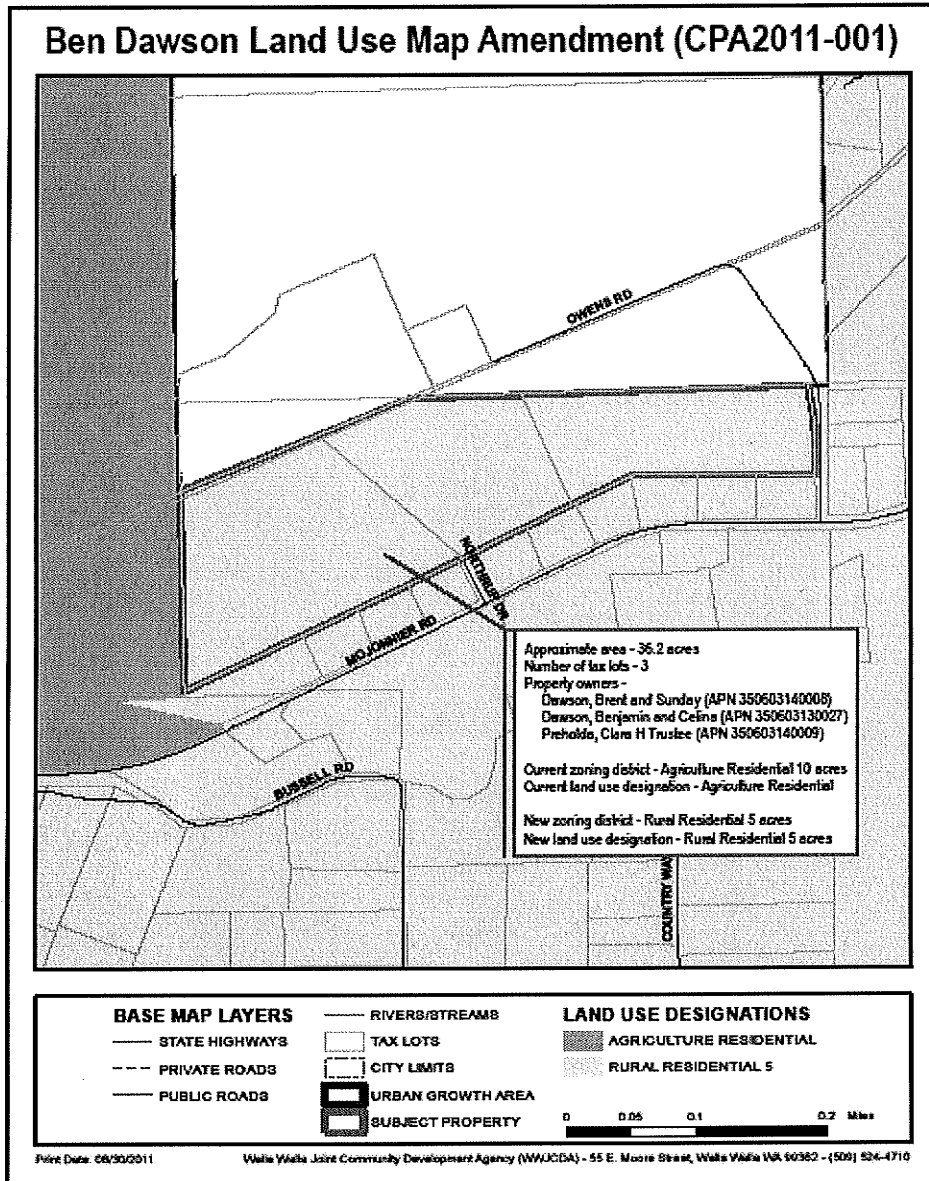 Ben Dawson Land Use Map Amendment (CPA2011-001)
OWENS RD
NORTHRUP DR
MOJONNIER RD
BUSSELL RD
COUNTRY WAY
Approximate area - 36.2 acres
Number of tax lots - 3
Property owners -
Dawson, Brent and Sunday (APN 350603140008)
Dawson, Benjamin and Celina (APN 350603130027)
Preholda, Clara H Trustee (APN 350603140009)
Current zoning district - Agriculture Residential 10 acres
Current land use designation - Agriculture Residential
New zoning district - Rural Residential 5 acres
New land use designation - Rural Residential 5 acres
BASE MAP LAYERS
STATE HIGHWAYS
PRIVATE ROADS
PUBLIC ROADS
RIVERS/STREAMS
TAX LOTS
CITY LIMITS
URBAN GROWTH AREA
SUBJECT PROPERTY
LAND USE DESIGNATIONS
AGRICULTURE RESIDENTIAL
RURAL RESIDENTIAL 5
0 0.05 0.1 0.2 Miles
Print Date: 06/30/2011 Walla Walla Joint Community Development Agency (WWJCDA) - 55 E. Moore Street, Walla Walla WA 99362 - (509) 524-4710